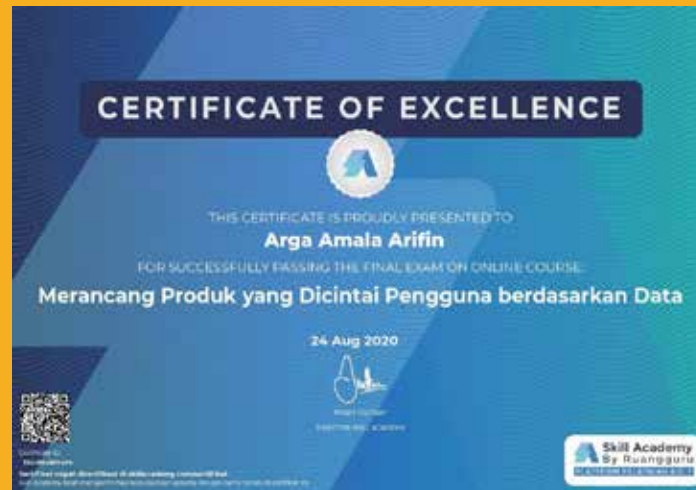 CERTIFICATE OF EXCELLENCE
THIS CERTIFICATE IS PROUDLY PRESENTED TO
Arga Amala Arifin
FOR SUCCESSFULLY PASSING THE FINAL EXAM ON ONLINE COURSE:
Merancang Produk yang Dicintai Pengguna berdasarkan Data
24 Aug 2020
Skill Academy
By Ruangguru